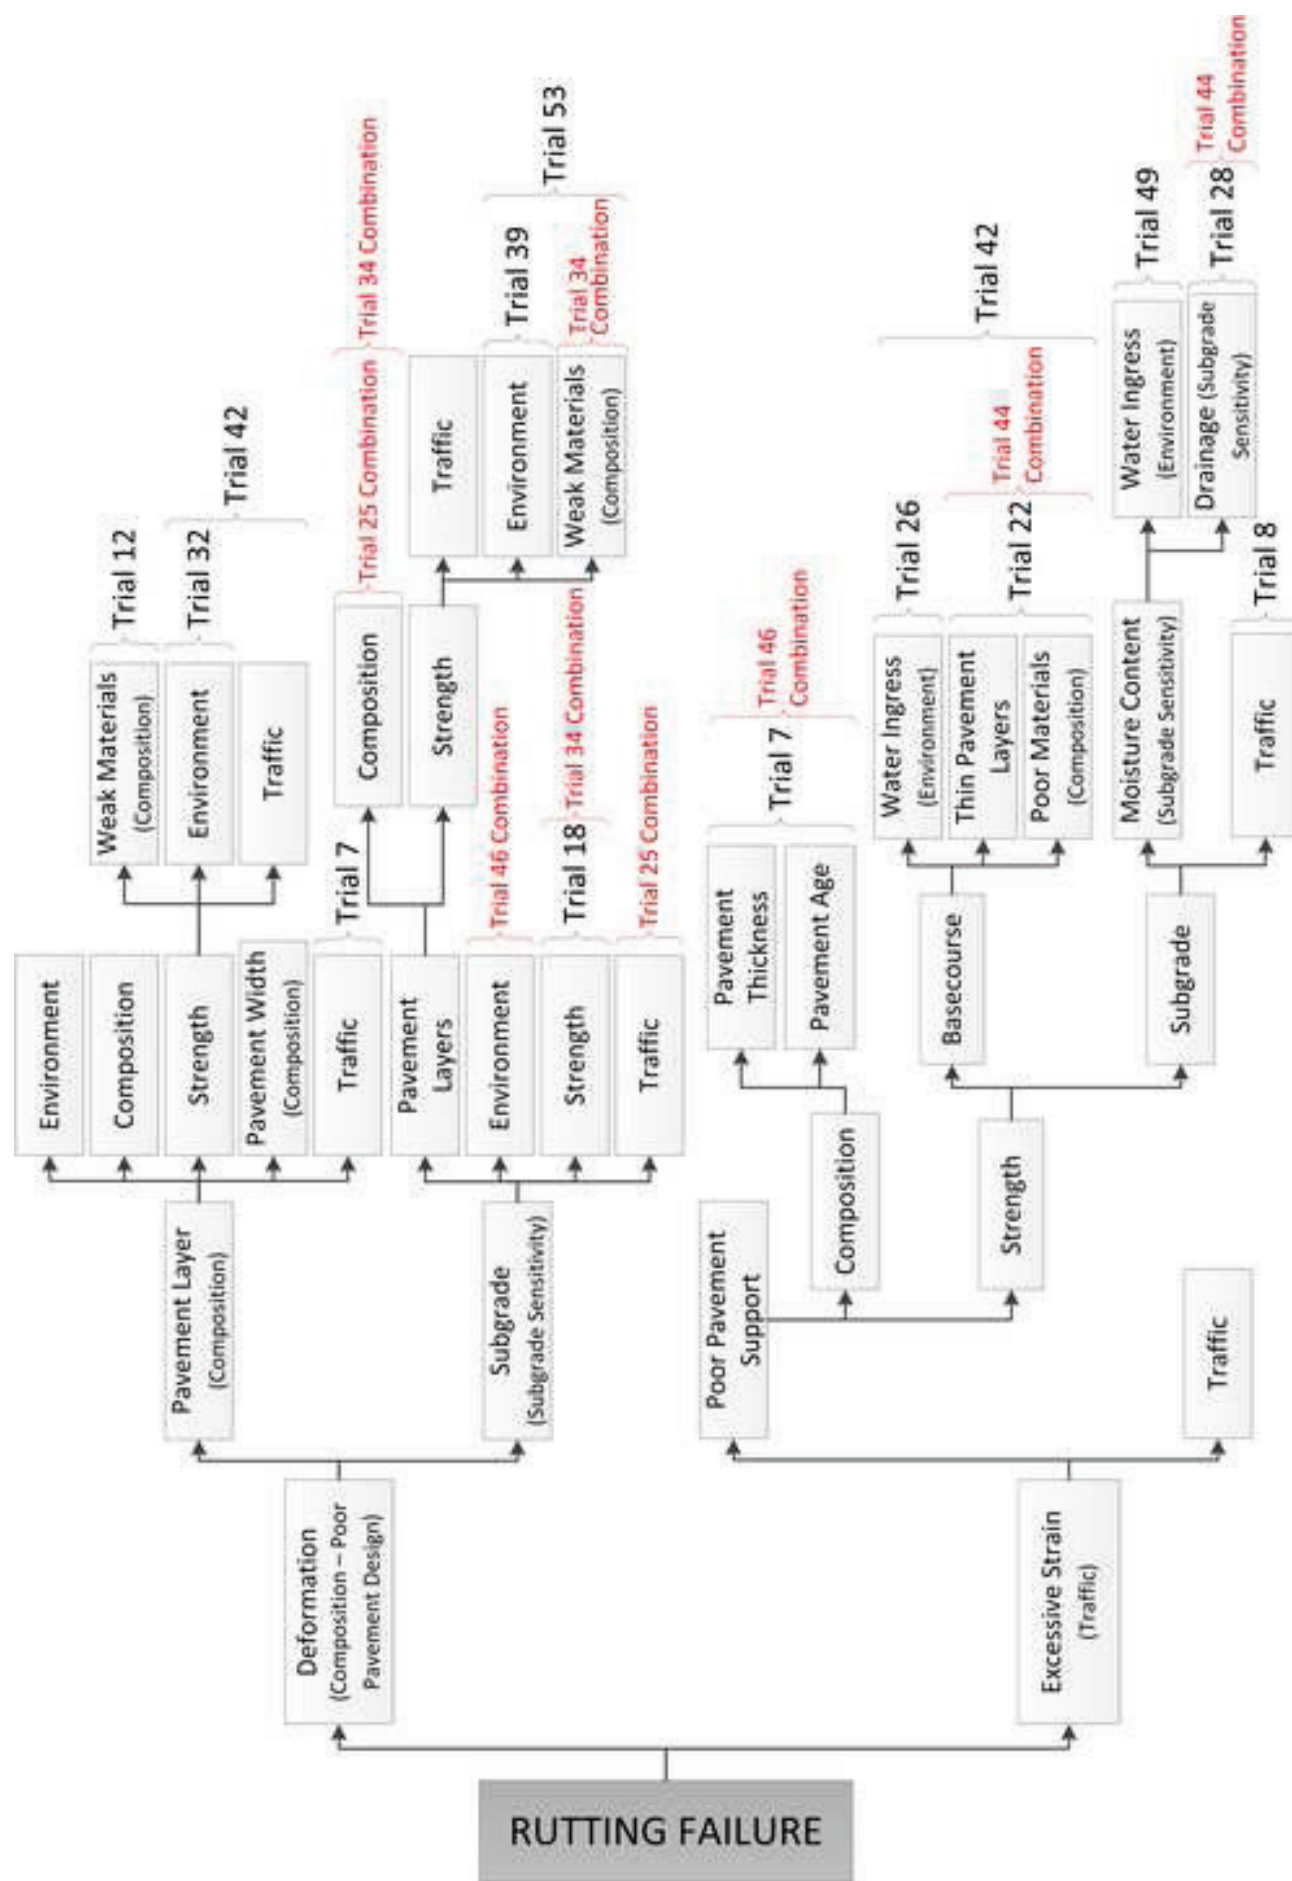 RUTTING FAILURE
Deformation
(Composition – Poor
Pavement Design)
Pavement Layer
(Composition)
Environment
Composition
Strength
Weak Materials
(Composition)
Trial 12
Environment
Trial 32
Traffic
Trial 42
Pavement Width
(Composition)
Traffic
Trial 7
Subgrade
(Subgrade Sensitivity)
Pavement
Layers
Composition
Trial 25 Combination
Trial 34 Combination
Strength
Traffic
Environment
Trial 39
Weak Materials
(Composition)
Trial 34
Combination
Trial 53
Environment
Trial 46 Combination
Strength
Trial 18
Trial 34 Combination
Traffic
Trial 25 Combination
Excessive Strain
(Traffic)
Poor Pavement
Support
Composition
Pavement
Thickness
Pavement Age
Trial 7
Trial 46
Combination
Strength
Basecourse
Water Ingress
(Environment)
Trial 26
Thin Pavement
Layers
Poor Materials
(Composition)
Trial 22
Trial 44
Combination
Trial 42
Subgrade
Moisture Content
(Subgrade Sensitivity)
Water Ingress
(Environment)
Trial 49
Drainage (Subgrade
Sensitivity)
Trial 28
Trial 44
Combination
Traffic
Trial 8
Traffic